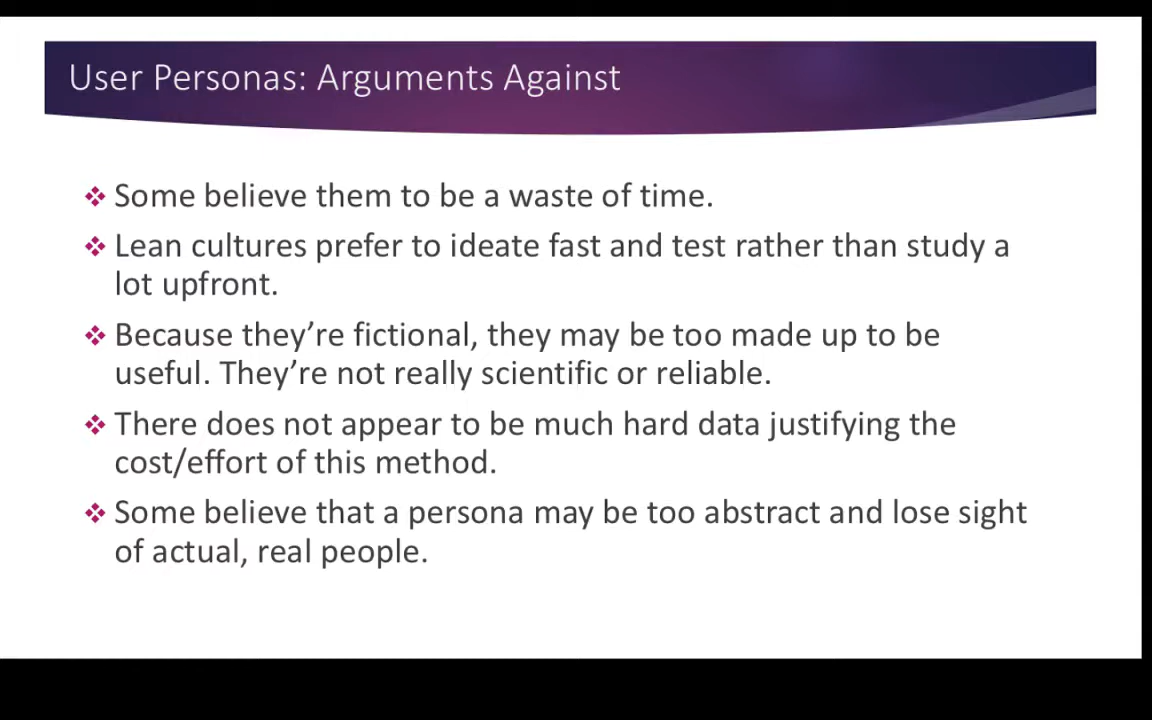 User Personas: Arguments Against
Some believe them to be a waste of time.
Lean cultures prefer to ideate fast and test rather than study a
lot upfront.
Because they’re fictional, they may be too made up to be
useful. They’re not really scientific or reliable.
There does not appear to be much hard data justifying the
cost/effort of this method.
Some believe that a persona may be too abstract and lose sight
of actual, real people.